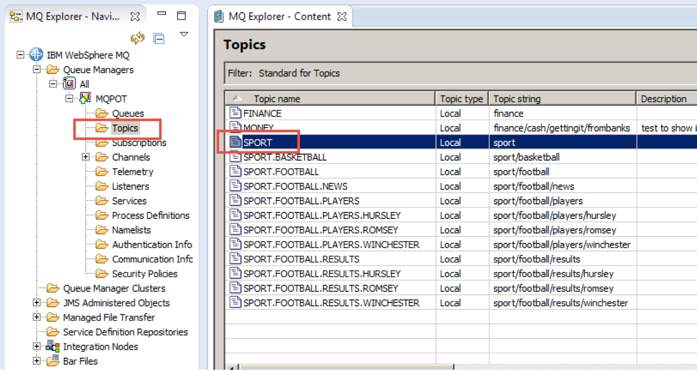 MQ Explorer - Navi...
IBM WebSphere MQ
Queue Managers
All
MQPOT
Queues
Topics
Subscriptions
Channels
Telemetry
Listeners
Services
Process Definitions
Namelists
Authentication Info
Communication Info
Security Policies
Queue Manager Clusters
JMS Administered Objects
Managed File Transfer
Service Definition Repositories
Integration Nodes
Bar Files
MQ Explorer - Content
Topics
Filter: Standard for Topics
Topic name Topic type Topic string Description
FINANCE Local finance
MONEY Local finance/cash/gettingit/frombanks test to show i
SPORT Local sport
SPORT.BASKETBALL Local sport/basketball
SPORT.FOOTBALL Local sport/football
SPORT.FOOTBALL.NEWS Local sport/football/news
SPORT.FOOTBALL.PLAYERS Local sport/football/players
SPORT.FOOTBALL.PLAYERS.HURSLEY Local sport/football/players/hursley
SPORT.FOOTBALL.PLAYERS.ROMSEY Local sport/football/players/romsey
SPORT.FOOTBALL.PLAYERS.WINCHESTER Local sport/football/players/winchester
SPORT.FOOTBALL.RESULTS Local sport/football/results
SPORT.FOOTBALL.RESULTS.HURSLEY Local sport/football/results/hursley
SPORT.FOOTBALL.RESULTS.ROMSEY Local sport/football/results/romsey
SPORT.FOOTBALL.RESULTS.WINCHESTER Local sport/football/results/winchester